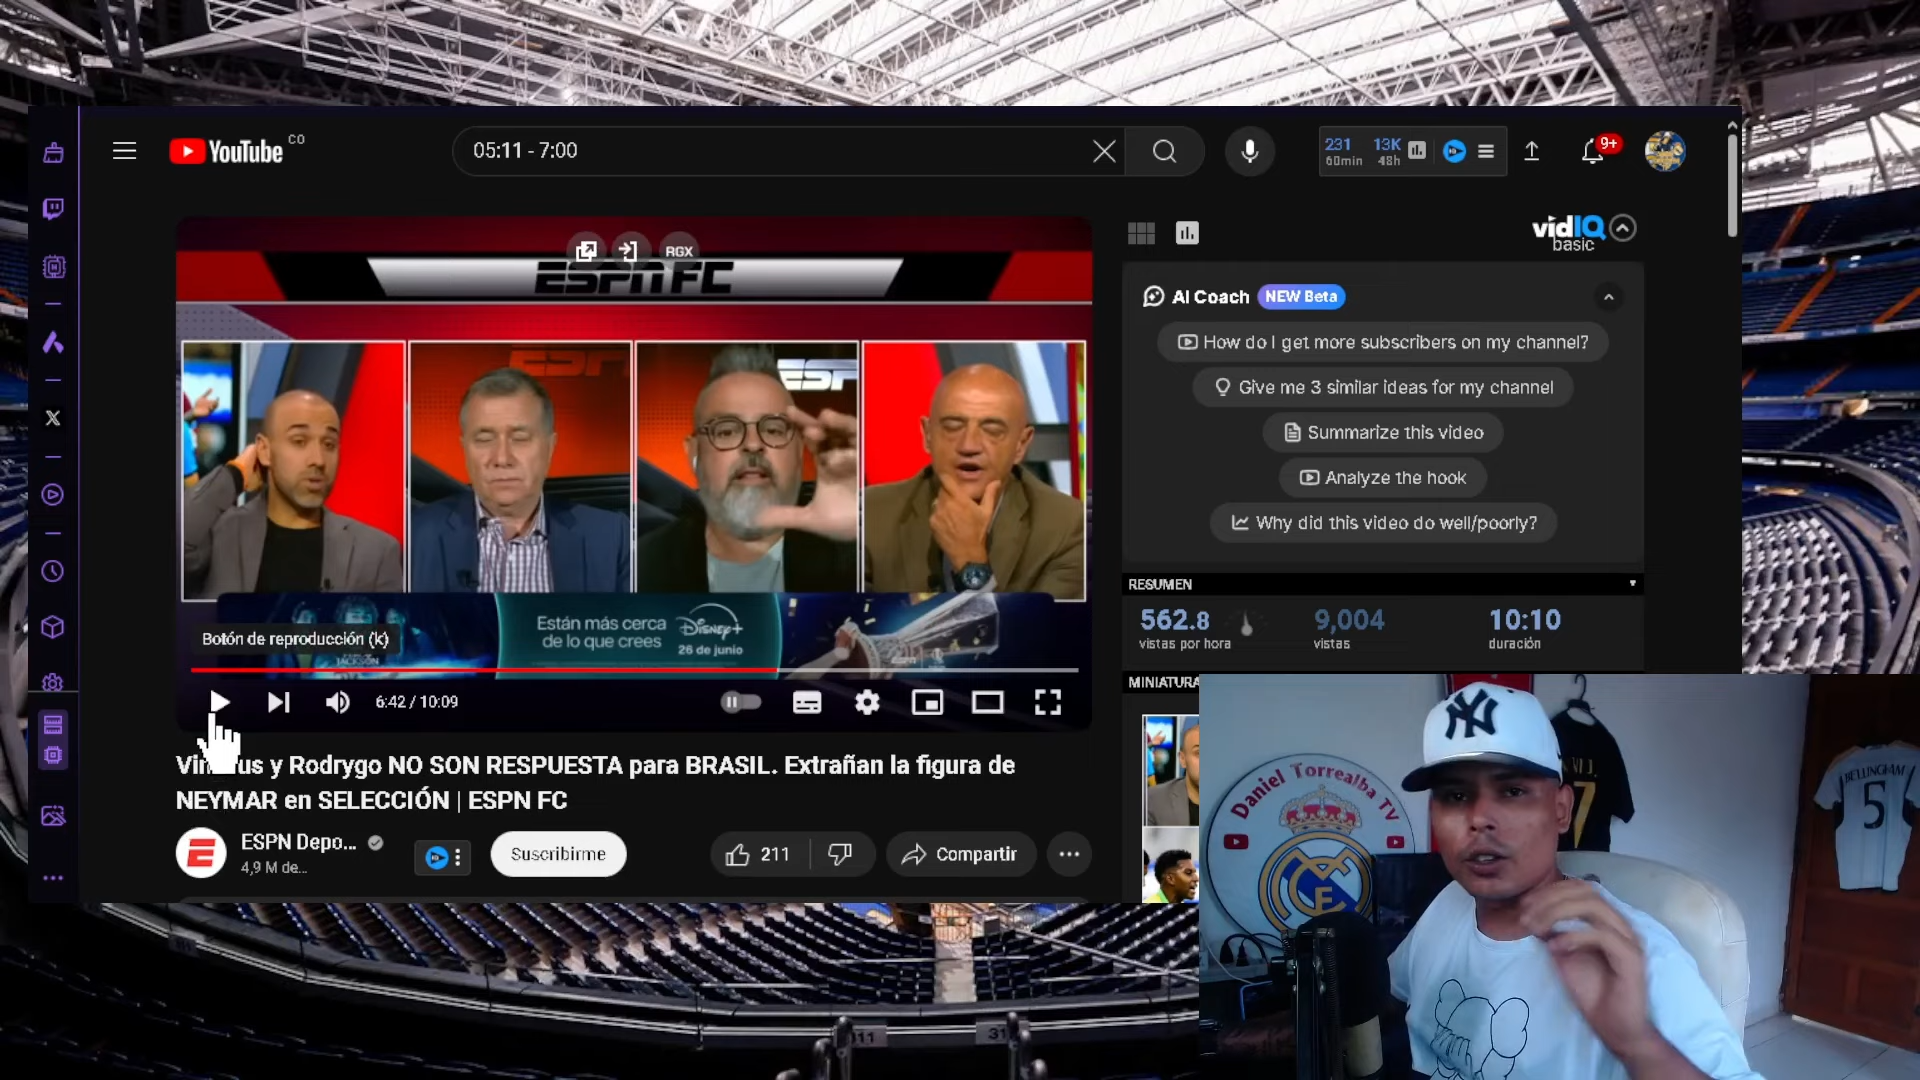 YouTube CO
05:11 - 7:00
231 13K
60min 48h
9+
RGX
ESPN FC
ESPN
Están más cerca
de lo que crees
Disney+
26 de junio
Botón de reproducción (k)
JACKSON
6:42 / 10:09
y Rodrygo NO SON RESPUESTA para BRASIL. Extrañan la figura de
NEYMAR en SELECCIÓN | ESPN FC
ESPN Depo...
4,9 M de...
Suscribirme
211
Compartir
vidIQ
basic
AI Coach NEW Beta
How do I get more subscribers on my channel?
Give me 3 similar ideas for my channel
Summarize this video
Analyze the hook
Why did this video do well/poorly?
RESUMEN
562.8 9,004 10:10
vistas por hora vistas duración
MINIATURA
Daniel Torrealba TV
NY
7
BELLINGHAM
5